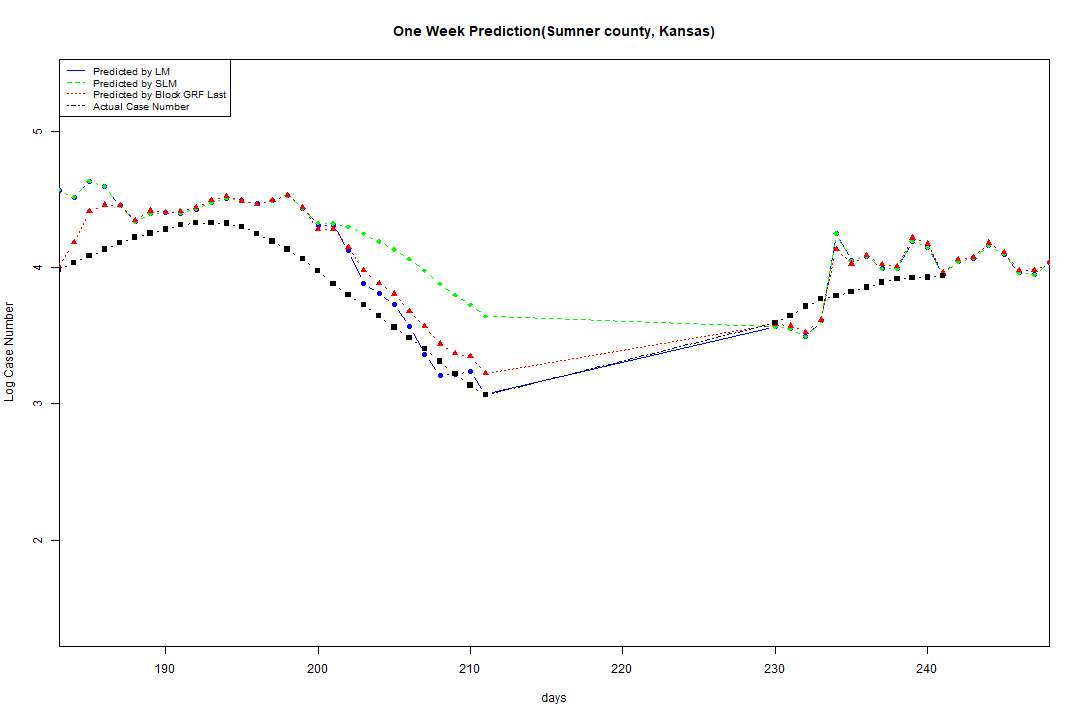 One Week Prediction(Sumner county, Kansas)
Predicted by LM
Predicted by SLM
Predicted by Block GRF Last
Actual Case Number
5
4
3
2
Log Case Number
190 200 210 220 230 240
days